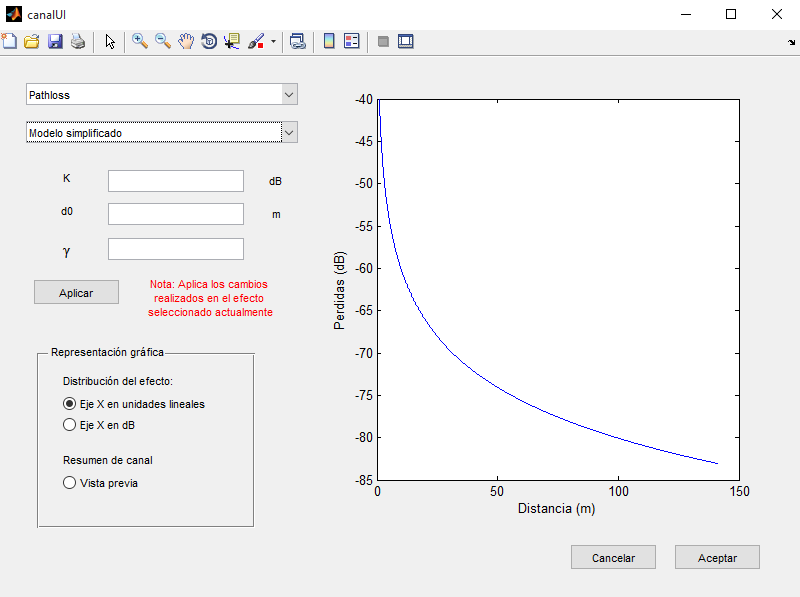 canalUI
Pathloss
Modelo simplificado
K
dB
d0
m
γ
Aplicar
Nota: Aplica los cambios
realizados en el efecto
seleccionado actualmente
Representación gráfica
Distribución del efecto:
Eje X en unidades lineales
Eje X en dB
Resumen de canal
Vista previa
-40
-45
-50
-55
-60
-65
-70
-75
-80
-85
Perdidas (dB)
0
50
100
150
Distancia (m)
Cancelar
Aceptar